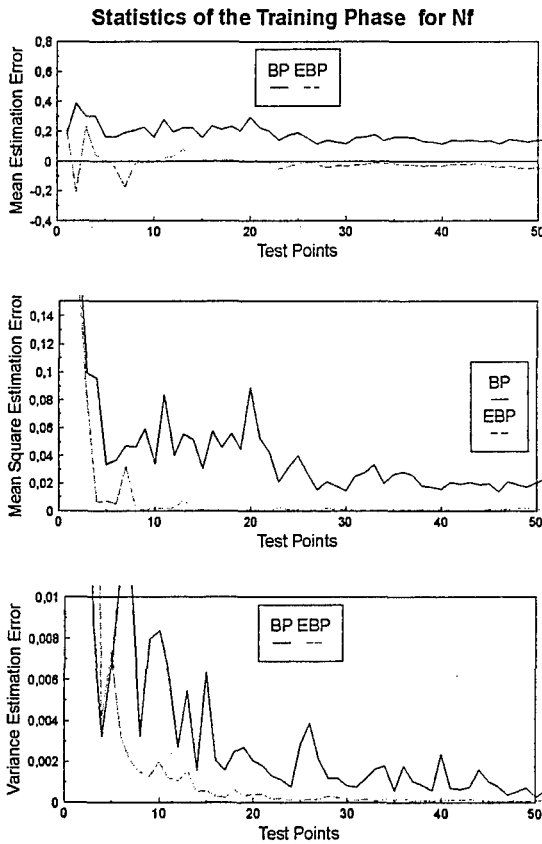 Statistics of the Training Phase for Nf
Mean Estimation Error
0,8
0,6
0,4
0,2
0
-0,2
-0,4
BP EBP
0 10 20 30 40 50
Test Points
Mean Square Estimation Error
0,14
0,12
0,1
0,08
0,06
0,04
0,02
0
BP
EBP
0 10 20 30 40 50
Test Points
Variance Estimation Error
0,01
0,008
0,006
0,004
0,002
0
BP EBP
0 10 20 30 40 50
Test Points